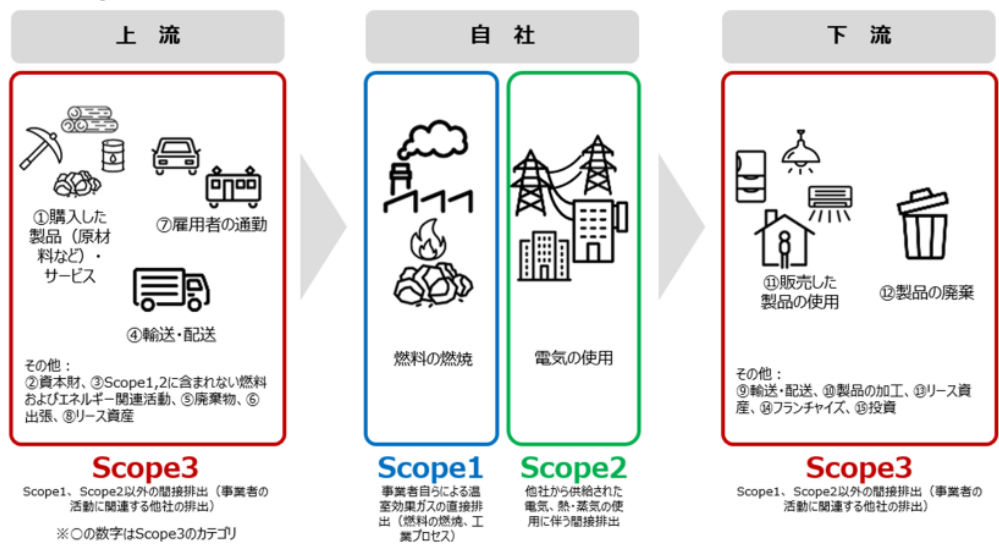 上 流
自 社
下 流
①購入した
製品（原材
料など）・
サービス
⑦雇用者の通勤
④輸送・配送
その他：
②資本財、③Scope1,2に含まれない燃料
およびエネルギー関連活動、⑤廃棄物、⑥
出張、⑧リース資産
燃料の燃焼
電気の使用
⑪販売した
製品の使用
⑫製品の廃棄
その他：
⑨輸送・配送、⑩製品の加工、⑬リース資
産、⑭フランチャイズ、⑮投資
Scope3
Scope1、Scope2以外の間接排出（事業者の
活動に関連する他社の排出）
※○の数字はScope3のカテゴリ
Scope1
事業者自らによる温
室効果ガスの直接排
出（燃料の燃焼、工
業プロセス）
Scope2
他社から供給された
電気、熱・蒸気の使
用に伴う間接排出
Scope3
Scope1、Scope2以外の間接排出（事業者の
活動に関連する他社の排出）